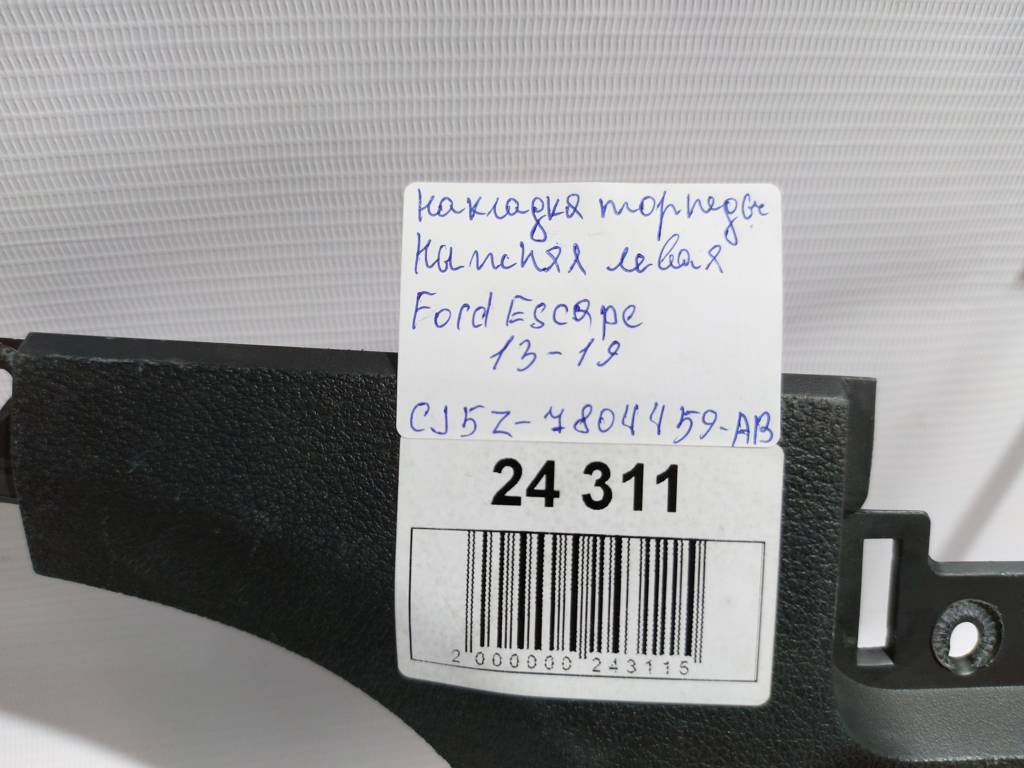 накладка торпеды
Нижняя левая
Ford Escape
13-19
CJ5Z-7804459-AB
24 311
2 000000 243115